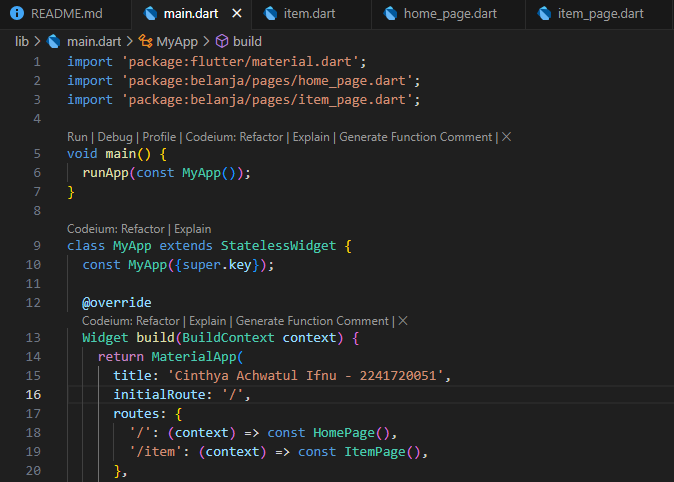 README.md main.dart item.dart home_page.dart item_page.dart
lib > main.dart > MyApp > build
1 import 'package:flutter/material.dart';
2 import 'package:belanja/pages/home_page.dart';
3 import 'package:belanja/pages/item_page.dart';
4
Run | Debug | Profile | Codeium: Refactor | Explain | Generate Function Comment | ×
5 void main() {
6 runApp(const MyApp());
7 }
8
Codeium: Refactor | Explain
9 class MyApp extends StatelessWidget {
10 const MyApp({super.key});
11
12 @override
Codeium: Refactor | Explain | Generate Function Comment | ×
13 Widget build(BuildContext context) {
14 return MaterialApp(
15 title: 'Cinthya Achwatul Ifnu - 2241720051',
16 initialRoute: '/',
17 routes: {
18 '/': (context) => const HomePage(),
19 '/item': (context) => const ItemPage(),
20 },